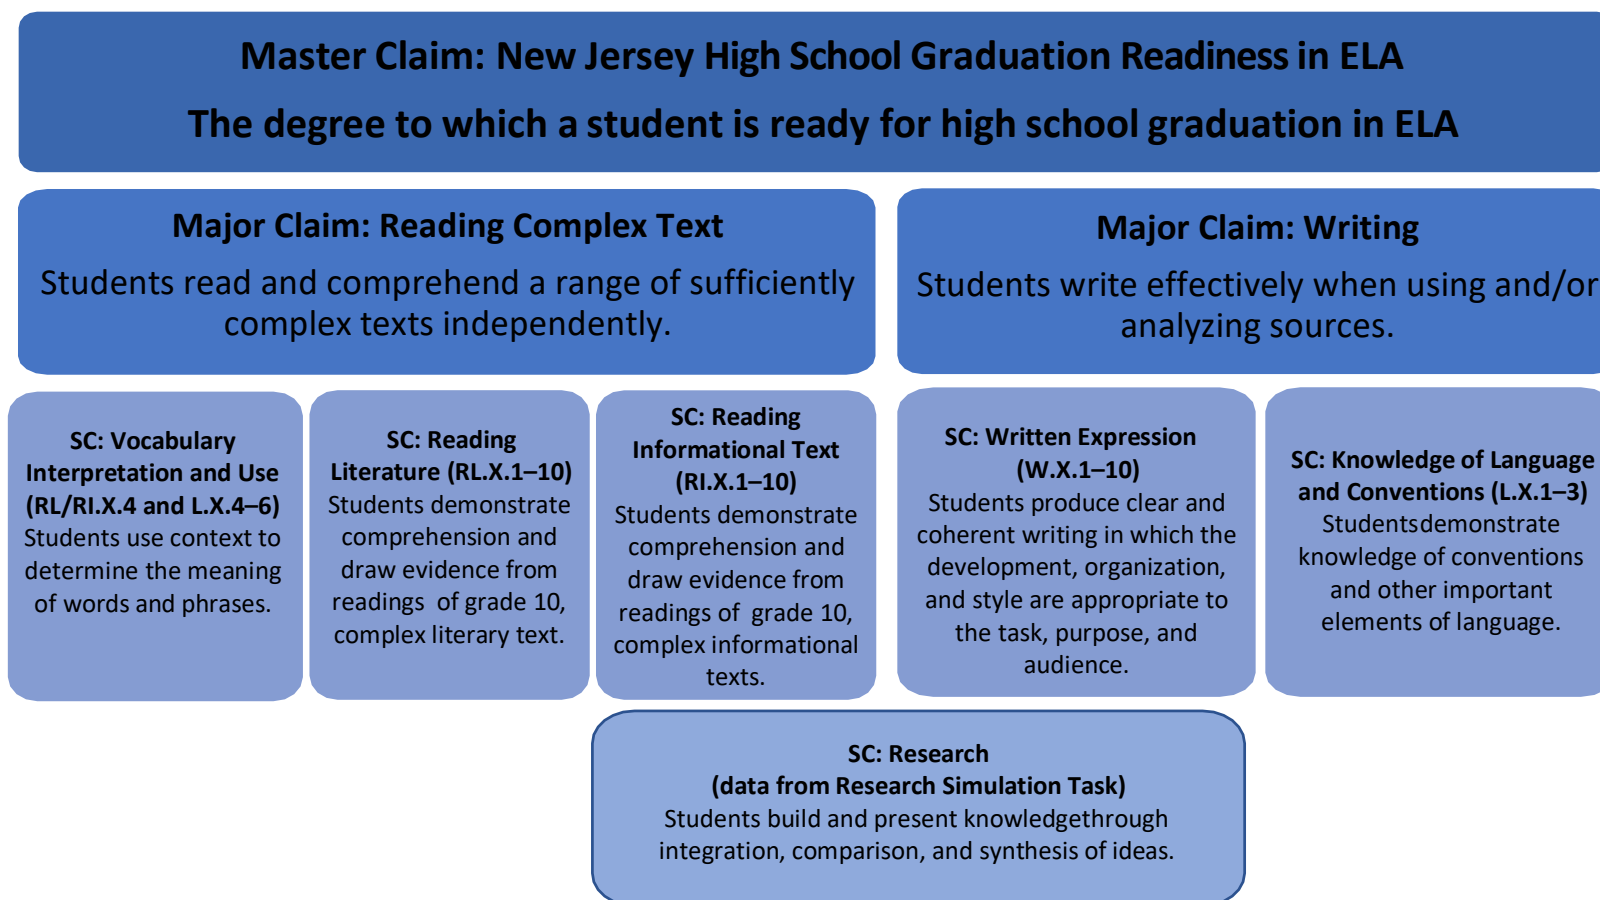 Master Claim: New Jersey High School Graduation Readiness in ELA
The degree to which a student is ready for high school graduation in ELA
Major Claim: Reading Complex Text
Students read and comprehend a range of sufficiently
complex texts independently.
Major Claim: Writing
Students write effectively when using and/or
analyzing sources.
SC: Vocabulary
Interpretation and Use
(RL/RI.X.4 and L.X.4–6)
Students use context to
determine the meaning
of words and phrases.
SC: Reading
Literature (RL.X.1–10)
Students demonstrate
comprehension and
draw evidence from
readings of grade 10,
complex literary text.
SC: Reading
Informational Text
(RI.X.1–10)
Students demonstrate
comprehension and
draw evidence from
readings of grade 10,
complex informational
texts.
SC: Written Expression
(W.X.1–10)
Students produce clear and
coherent writing in which the
development, organization,
and style are appropriate to
the task, purpose, and
audience.
SC: Knowledge of Language
and Conventions (L.X.1–3)
Studentsdemonstrate
knowledge of conventions
and other important
elements of language.
SC: Research
(data from Research Simulation Task)
Students build and present knowledgethrough
integration, comparison, and synthesis of ideas.